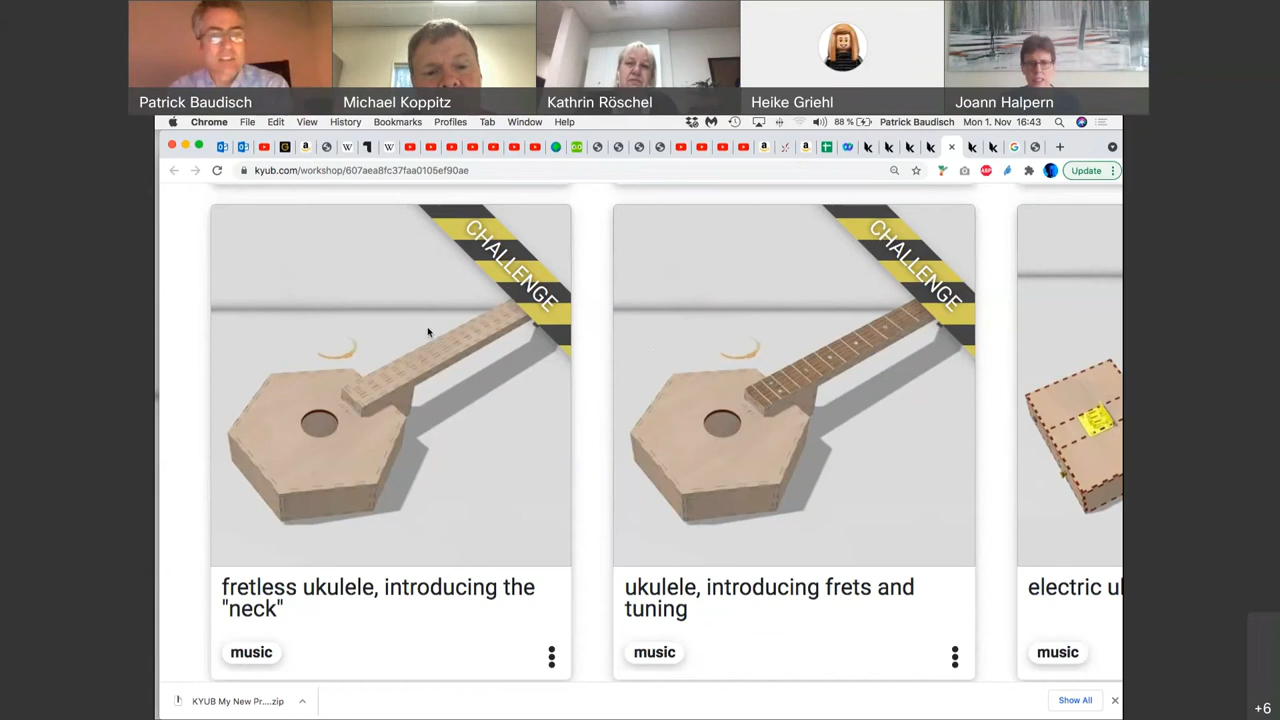 Patrick Baudisch
Michael Koppitz
Kathrin Röschel
Heike Griehl
Joann Halpern
Chrome File Edit View History Bookmarks Profiles Tab Window Help
88 % Patrick Baudisch Mon 1. Nov 16:43
kyub.com/workshop/607aea8fc37faa0105ef90ae
Update
CHALLENGE
CHALLENGE
fretless ukulele, introducing the
"neck"
music
ukulele, introducing frets and
tuning
music
electric ul
music
KYUB My New Pr....zip
Show All
+6